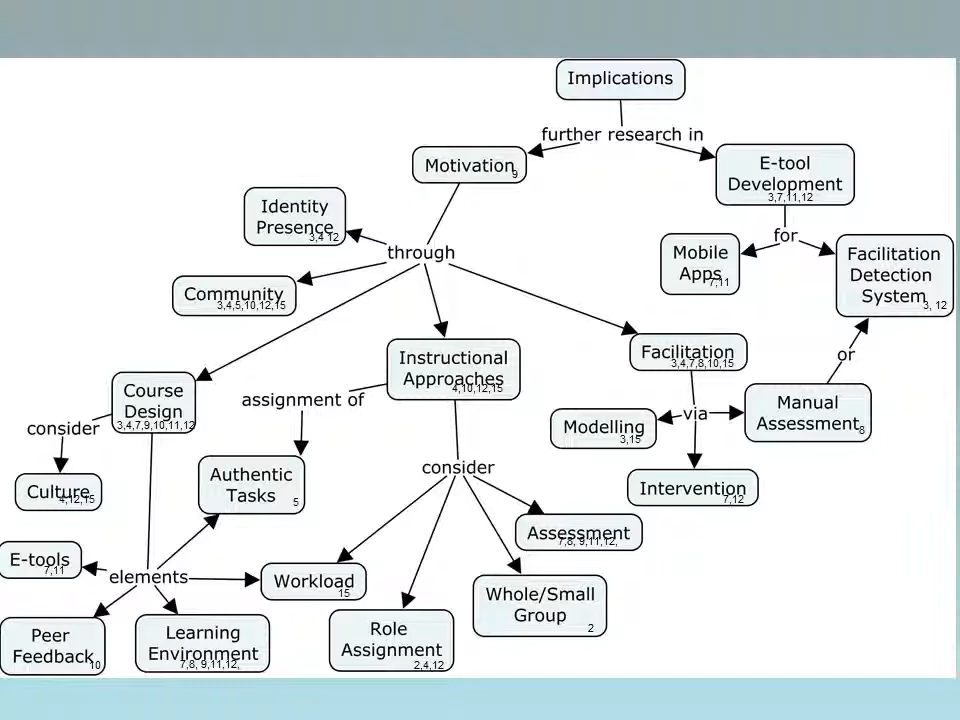 Implications
further research in
Motivation
9
E-tool
Development
3,7,11,12
Identity
Presence
3,4 12
through
for
Mobile
Apps
7,11
Facilitation
Detection
System
3, 12
Community
3,4,5,10,12,15
or
Instructional
Approaches
4,10,12,15
Facilitation
3,4,7,8,10,15
Course
Design
3,4,7,9,10,11,12
assignment of
consider
Modelling
3,15
via
Manual
Assessment
8
consider
Culture
4,12,15
Authentic
Tasks
5
Intervention
7,12
Assessment
7,8, 9,11,12,
E-tools
7,11
elements
Workload
15
Whole/Small
Group
2
Peer
Feedback
10
Learning
Environment
7,8, 9,11,12,
Role
Assignment
2,4,12